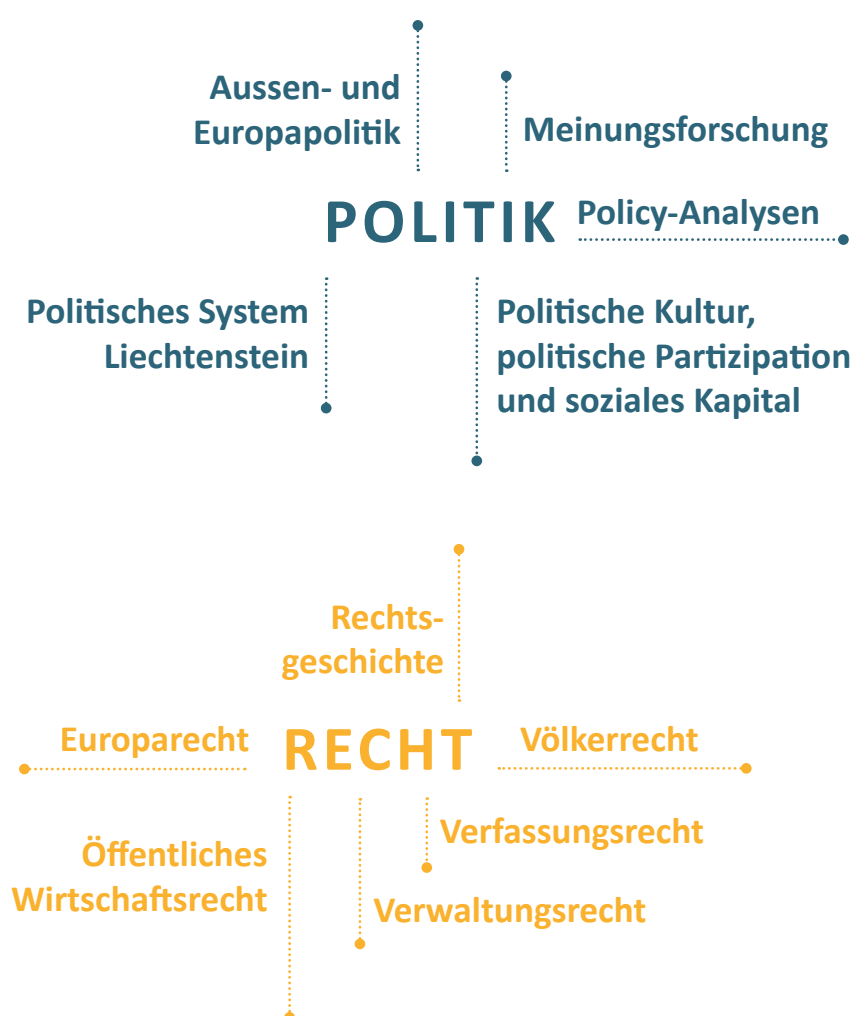 Aussen- und
Europapolitik
Meinungsforschung
POLITIK
Policy-Analysen
Politisches System
Liechtenstein
Politische Kultur,
politische Partizipation
und soziales Kapital
Rechts-
geschichte
Europarecht
RECHT
Völkerrecht
Verfassungsrecht
Öffentliches
Wirtschaftsrecht
Verwaltungsrecht